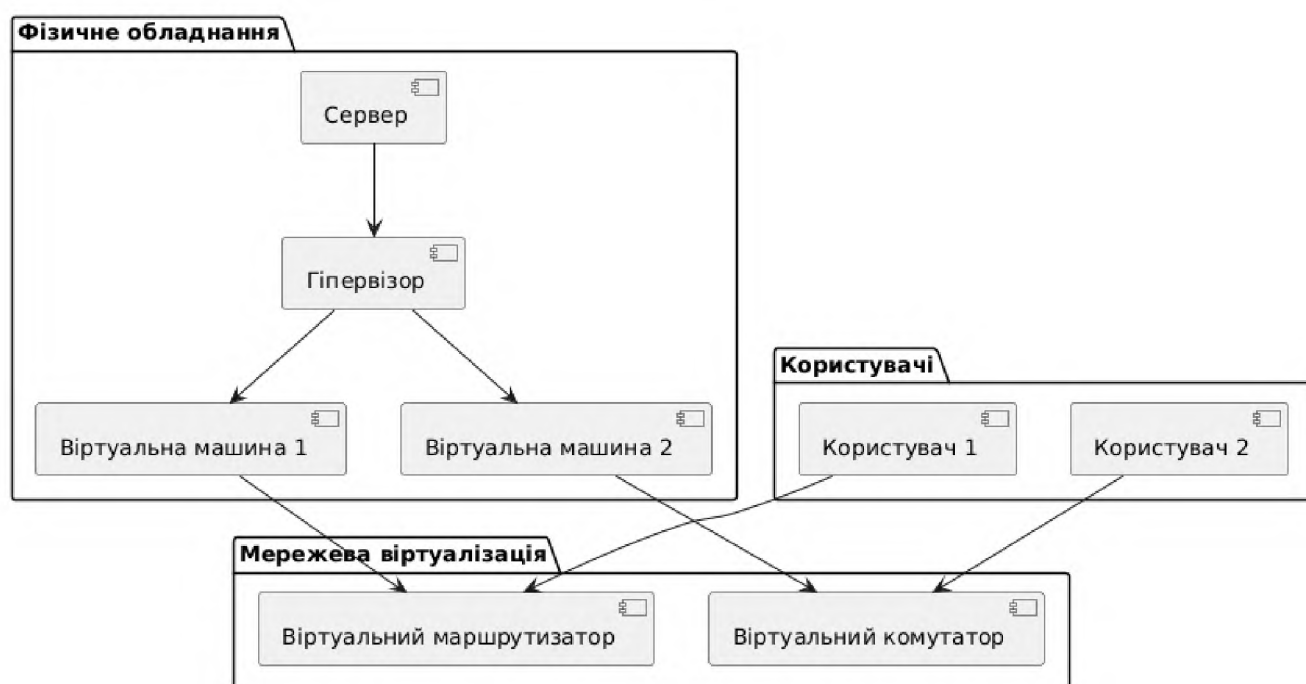 Фізичне обладнання
Сервер
Гіпервізор
Віртуальна машина 1
Віртуальна машина 2
Користувачі
Користувач 1
Користувач 2
Мережева віртуалізація
Віртуальний маршрутизатор
Віртуальний комутатор